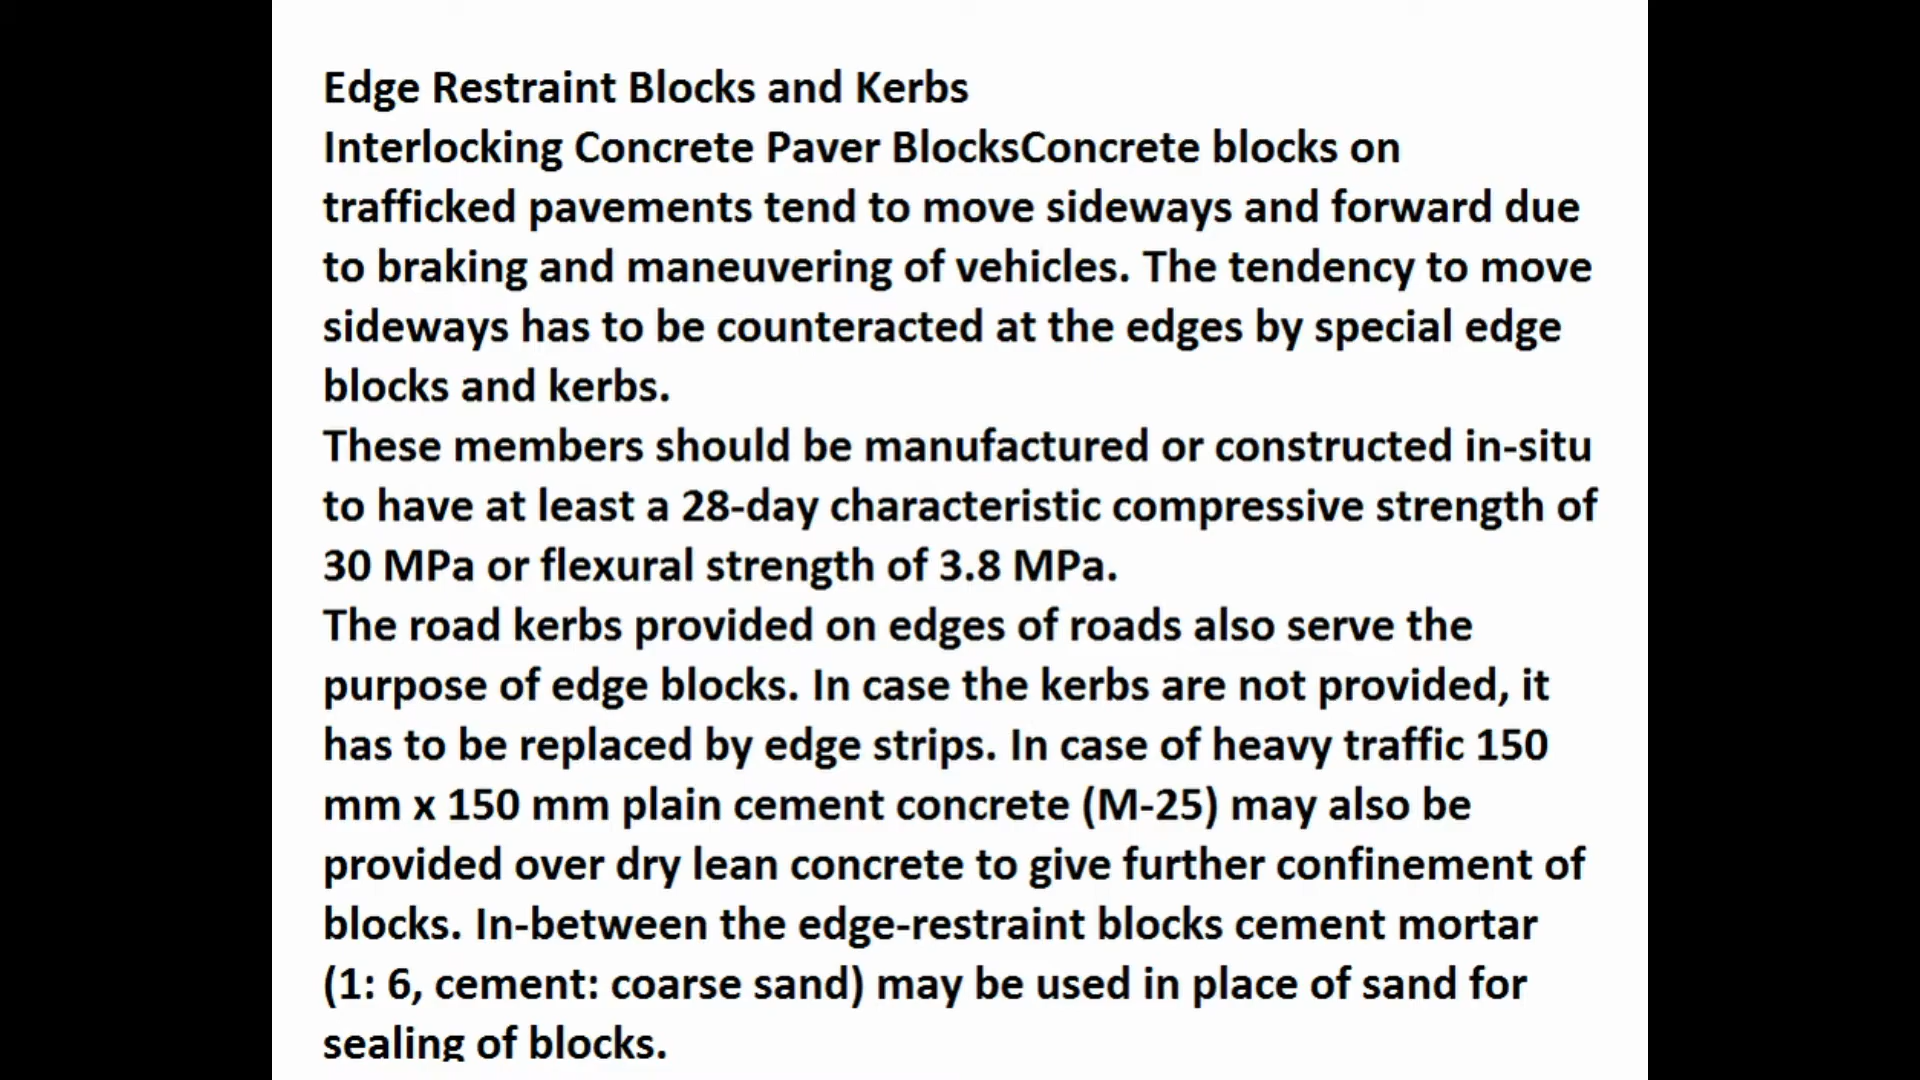 Edge Restraint Blocks and Kerbs
Interlocking Concrete Paver BlocksConcrete blocks on
trafficked pavements tend to move sideways and forward due
to braking and maneuvering of vehicles. The tendency to move
sideways has to be counteracted at the edges by special edge
blocks and kerbs.
These members should be manufactured or constructed in-situ
to have at least a 28-day characteristic compressive strength of
30 MPa or flexural strength of 3.8 MPa.
The road kerbs provided on edges of roads also serve the
purpose of edge blocks. In case the kerbs are not provided, it
has to be replaced by edge strips. In case of heavy traffic 150
mm x 150 mm plain cement concrete (M-25) may also be
provided over dry lean concrete to give further confinement of
blocks. In-between the edge-restraint blocks cement mortar
(1: 6, cement: coarse sand) may be used in place of sand for
sealing of blocks.